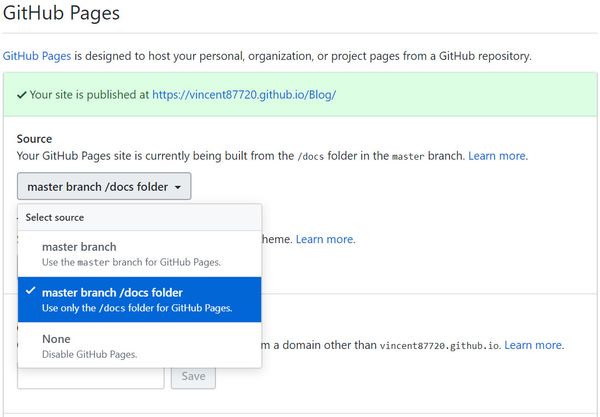 GitHub Pages
GitHub Pages is designed to host your personal, organization, or project pages from a GitHub repository.
Your site is published at https://vincent87720.github.io/Blog/
Source
Your GitHub Pages site is currently being built from the /docs folder in the master branch. Learn more.
master branch /docs folder
Select source
master branch
Use the master branch for GitHub Pages.
heme. Learn more.
master branch /docs folder
Use only the /docs folder for GitHub Pages.
None
Disable GitHub Pages.
m a domain other than vincent87720.github.io. Learn more.
Save